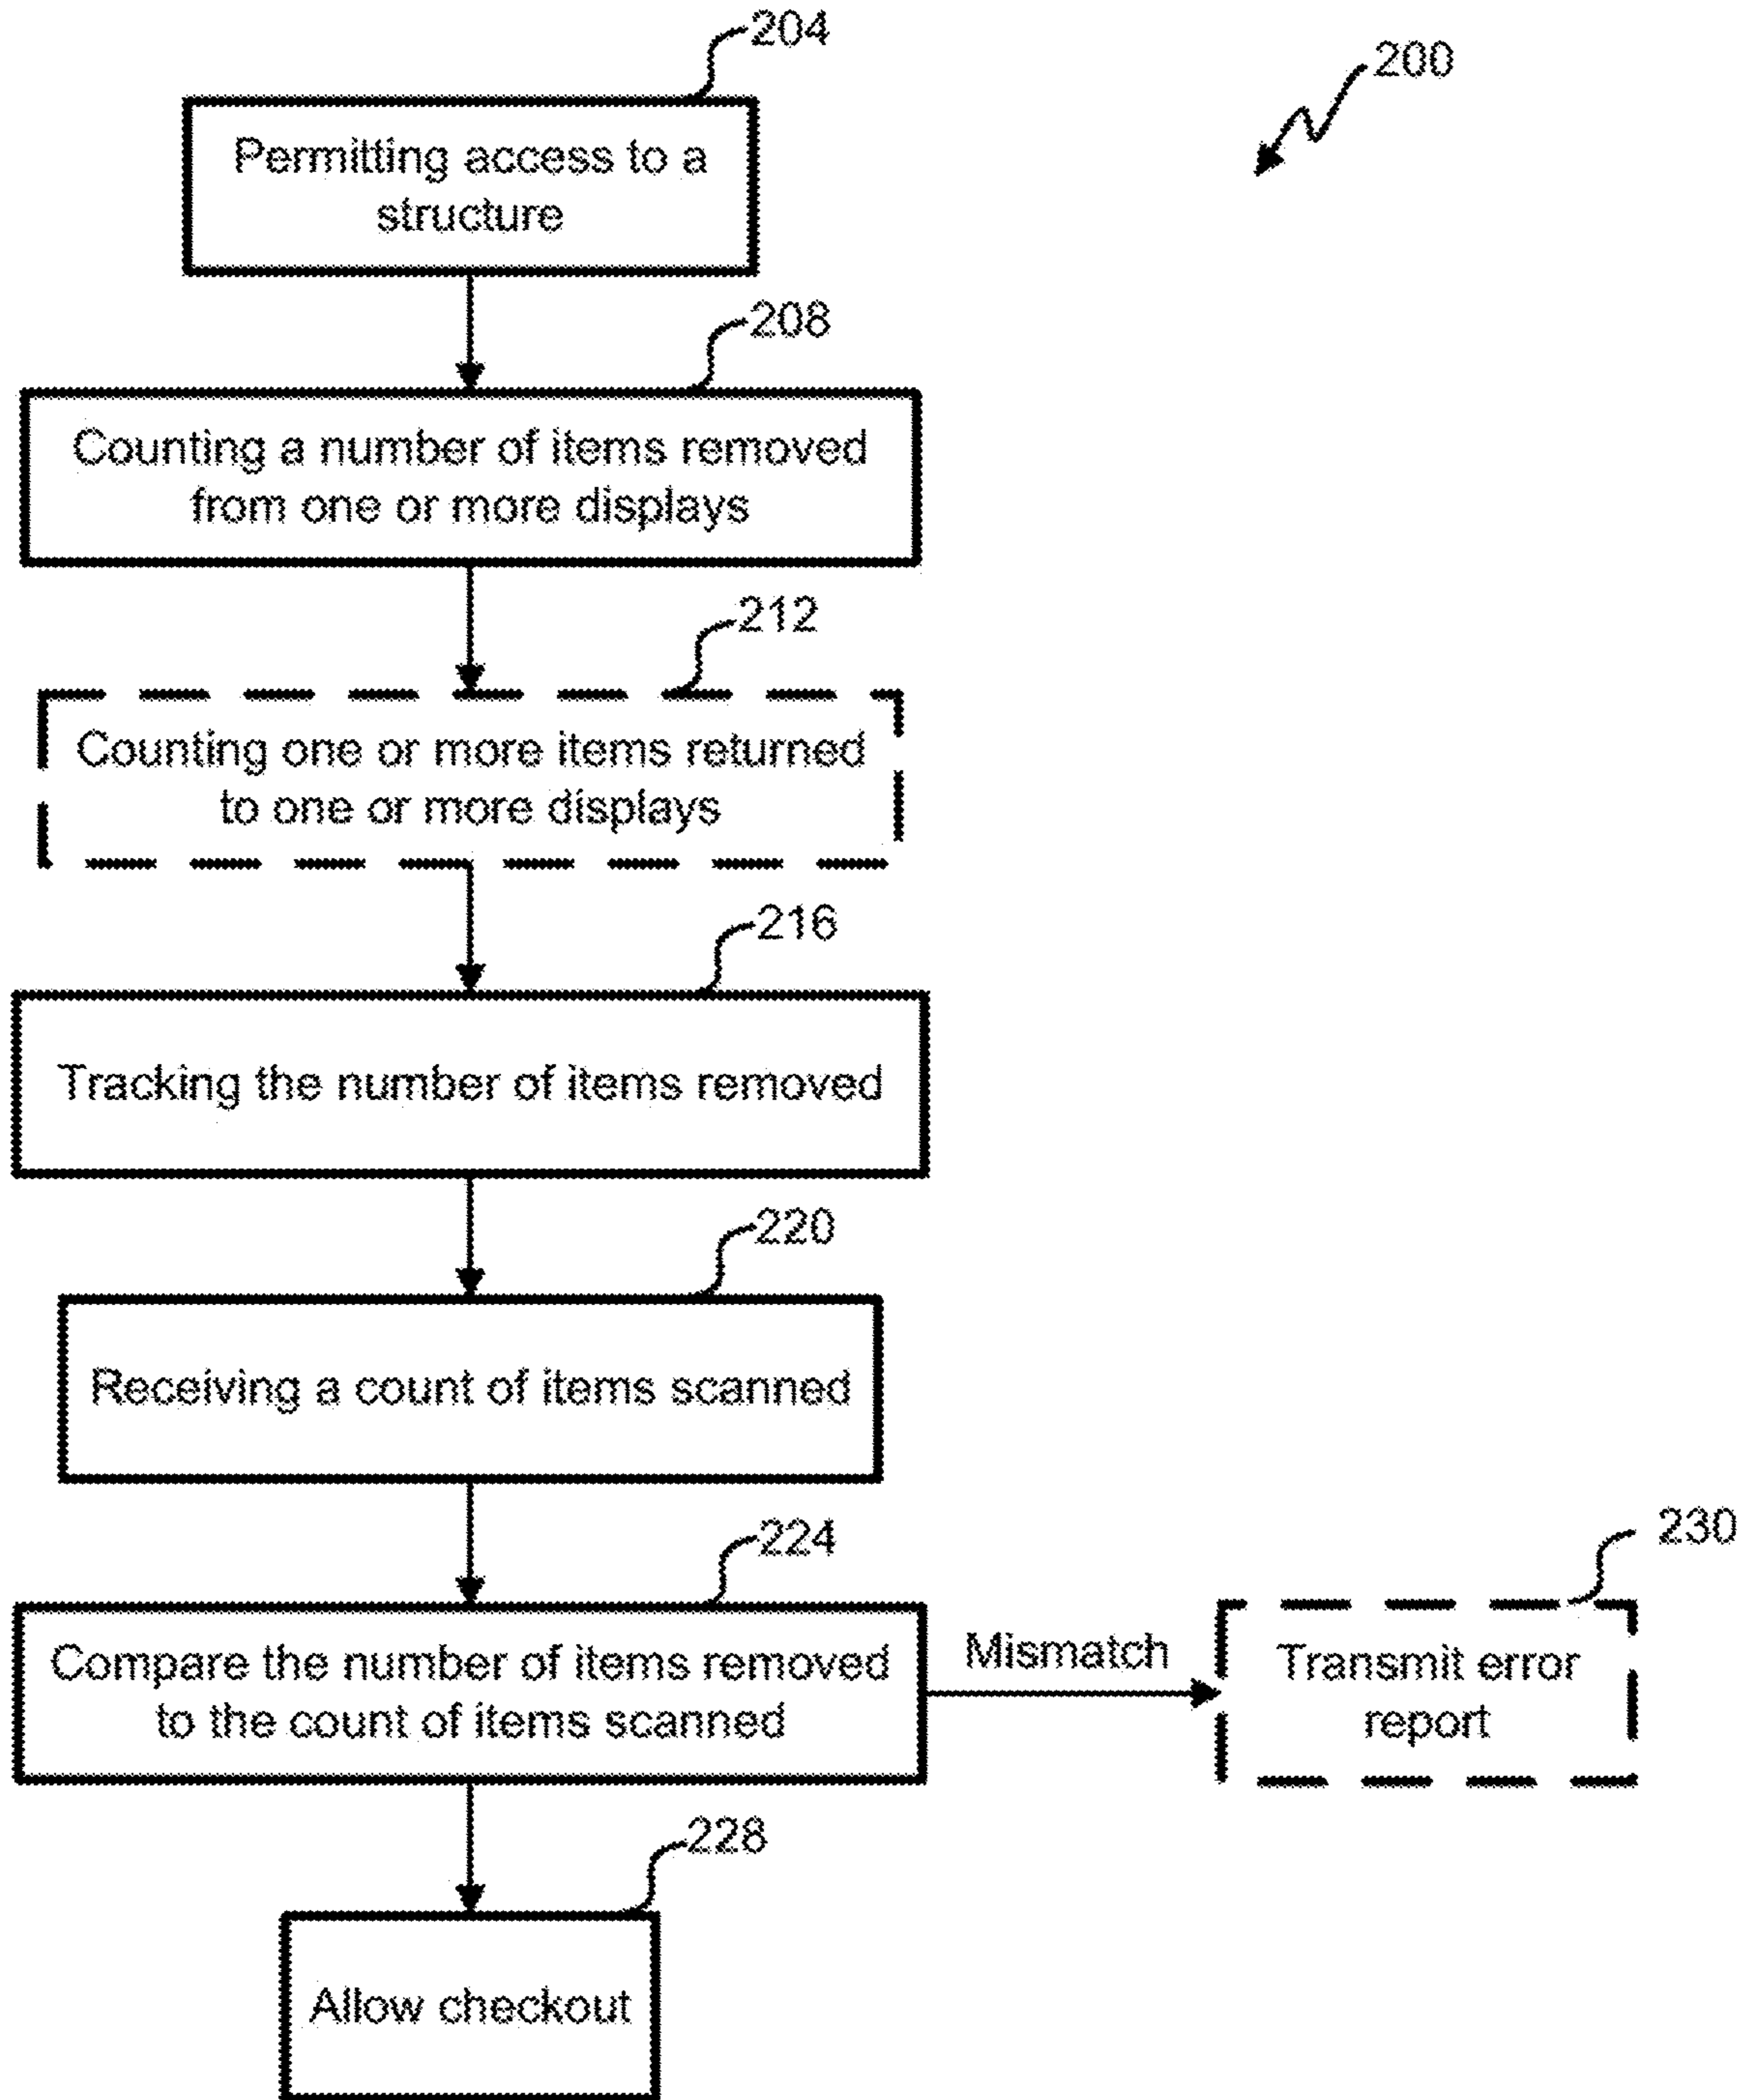 204
200
Permitting access to a
structure
208
Counting a number of items removed
from one or more displays
212
Counting one or more items returned
to one or more displays
216
Tracking the number of items removed
220
Receiving a count of items scanned
224
230
Compare the number of items removed
to the count of items scanned
Mismatch
Transmit error
report
228
Allow checkout